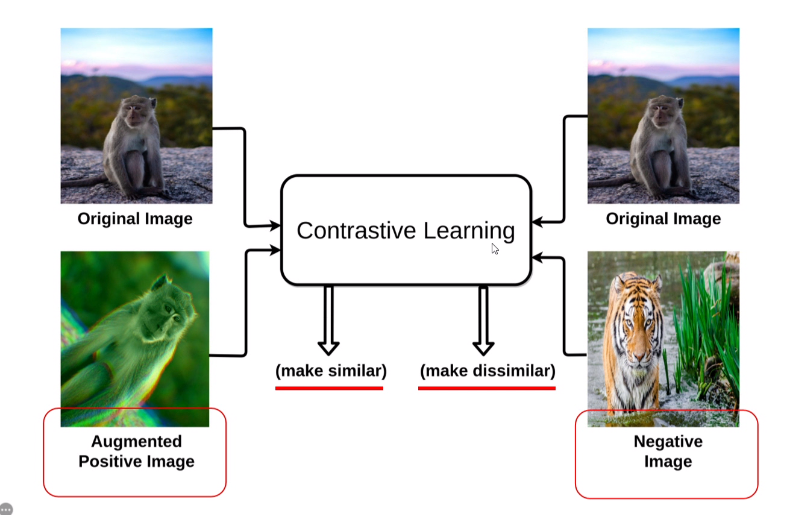 Original Image
Original Image
Contrastive Learning
(make similar)
(make dissimilar)
Augmented
Positive Image
Negative
Image